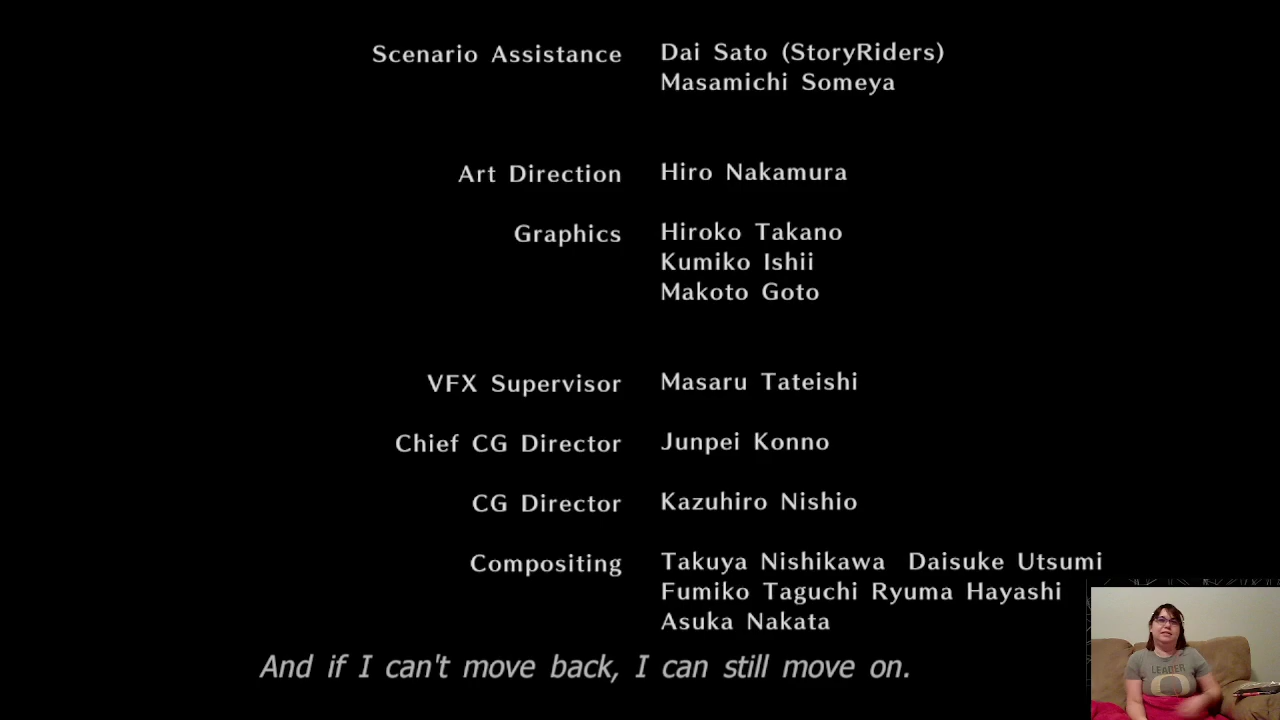 Scenario Assistance Dai Sato (StoryRiders)
Masamichi Someya
Art Direction Hiro Nakamura
Graphics Hiroko Takano
Kumiko Ishii
Makoto Goto
VFX Supervisor Masaru Tateishi
Chief CG Director Junpei Konno
CG Director Kazuhiro Nishio
Compositing Takuya Nishikawa Daisuke Utsumi
Fumiko Taguchi Ryuma Hayashi
Asuka Nakata
And if I can't move back, I can still move on.
LEADER